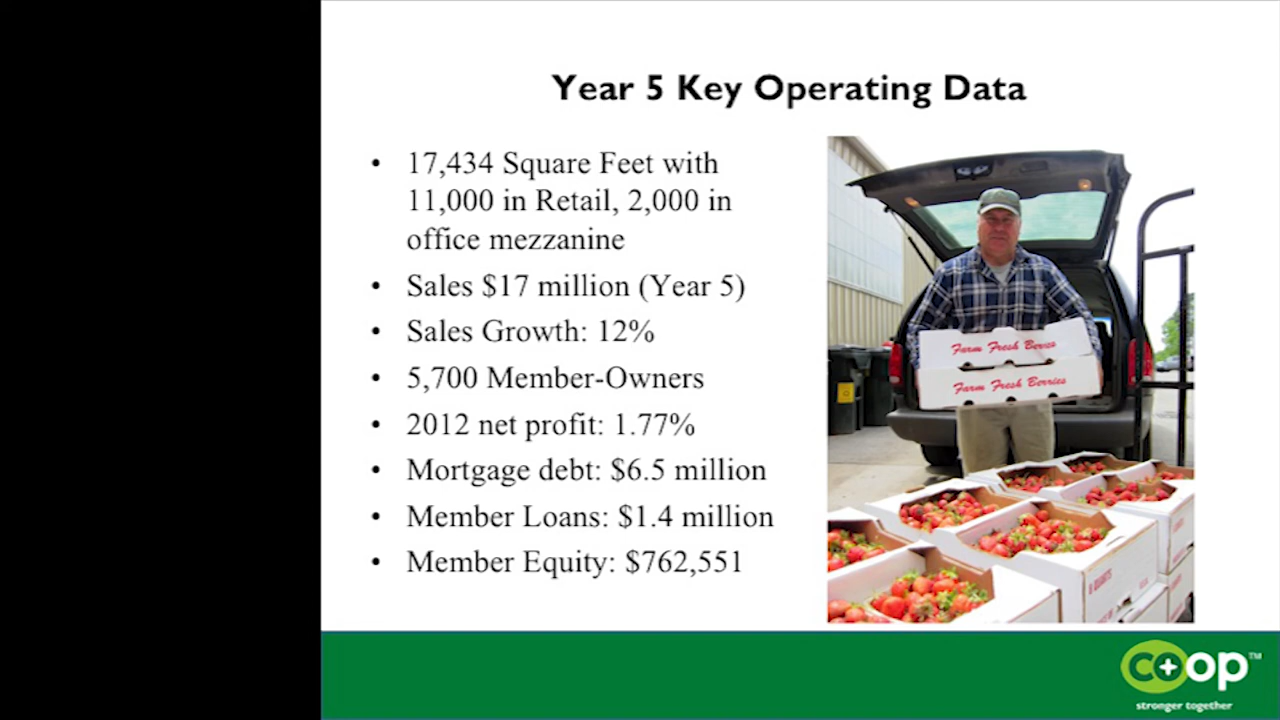 Year 5 Key Operating Data
• 17,434 Square Feet with
11,000 in Retail, 2,000 in
office mezzanine
• Sales $17 million (Year 5)
• Sales Growth: 12%
• 5,700 Member-Owners
• 2012 net profit: 1.77%
• Mortgage debt: $6.5 million
• Member Loans: $1.4 million
• Member Equity: $762,551
Farm Fresh Berries
Farm Fresh Berries
8 QUARTS
co+op™
stronger together